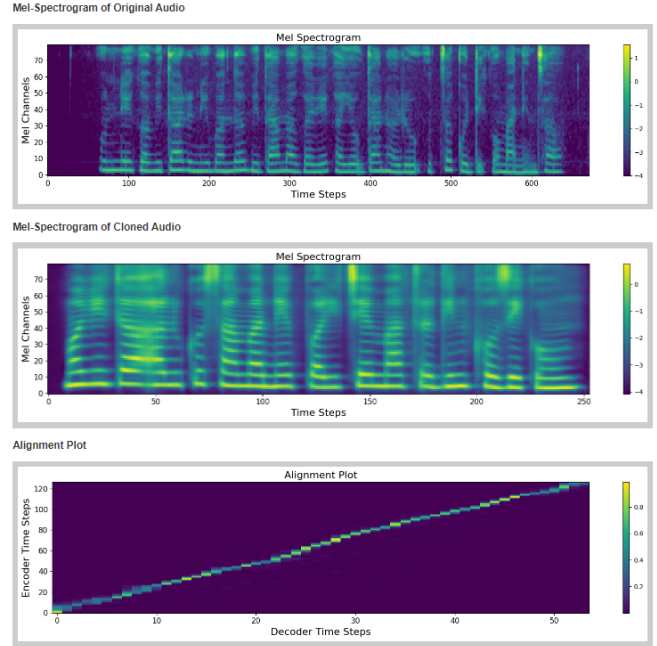 Mel-Spectrogram of Original Audio
Mel Spectrogram
Mel Channels
70
60
50
40
30
20
10
0
0 100 200 300 400 500 600
Time Steps
1
0
−1
−2
−3
−4
Mel-Spectrogram of Cloned Audio
Mel Spectrogram
Mel Channels
70
60
50
40
30
20
10
0
0 50 100 150 200 250
Time Steps
0
−1
−2
−3
−4
Alignment Plot
Alignment Plot
Encoder Time Steps
120
100
80
60
40
20
0
0 10 20 30 40 50
Decoder Time Steps
0.8
0.6
0.4
0.2